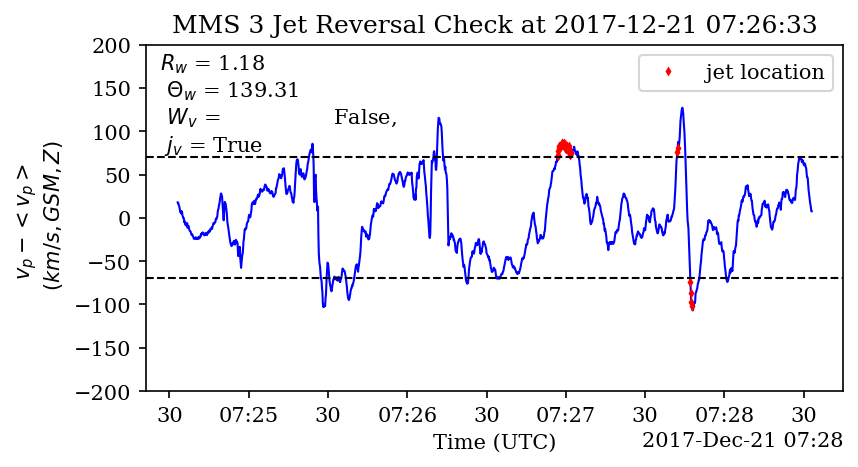 MMS 3 Jet Reversal Check at 2017-12-21 07:26:33
R_w = 1.18
Θ_w = 139.31
W_v = False,
j_v = True
jet location
200
150
100
50
0
−50
−100
−150
−200
v_p − < v_p >
(km/s, GSM, Z)
30 07:25 30 07:26 30 07:27 30 07:28 30
Time (UTC)
2017-Dec-21 07:28